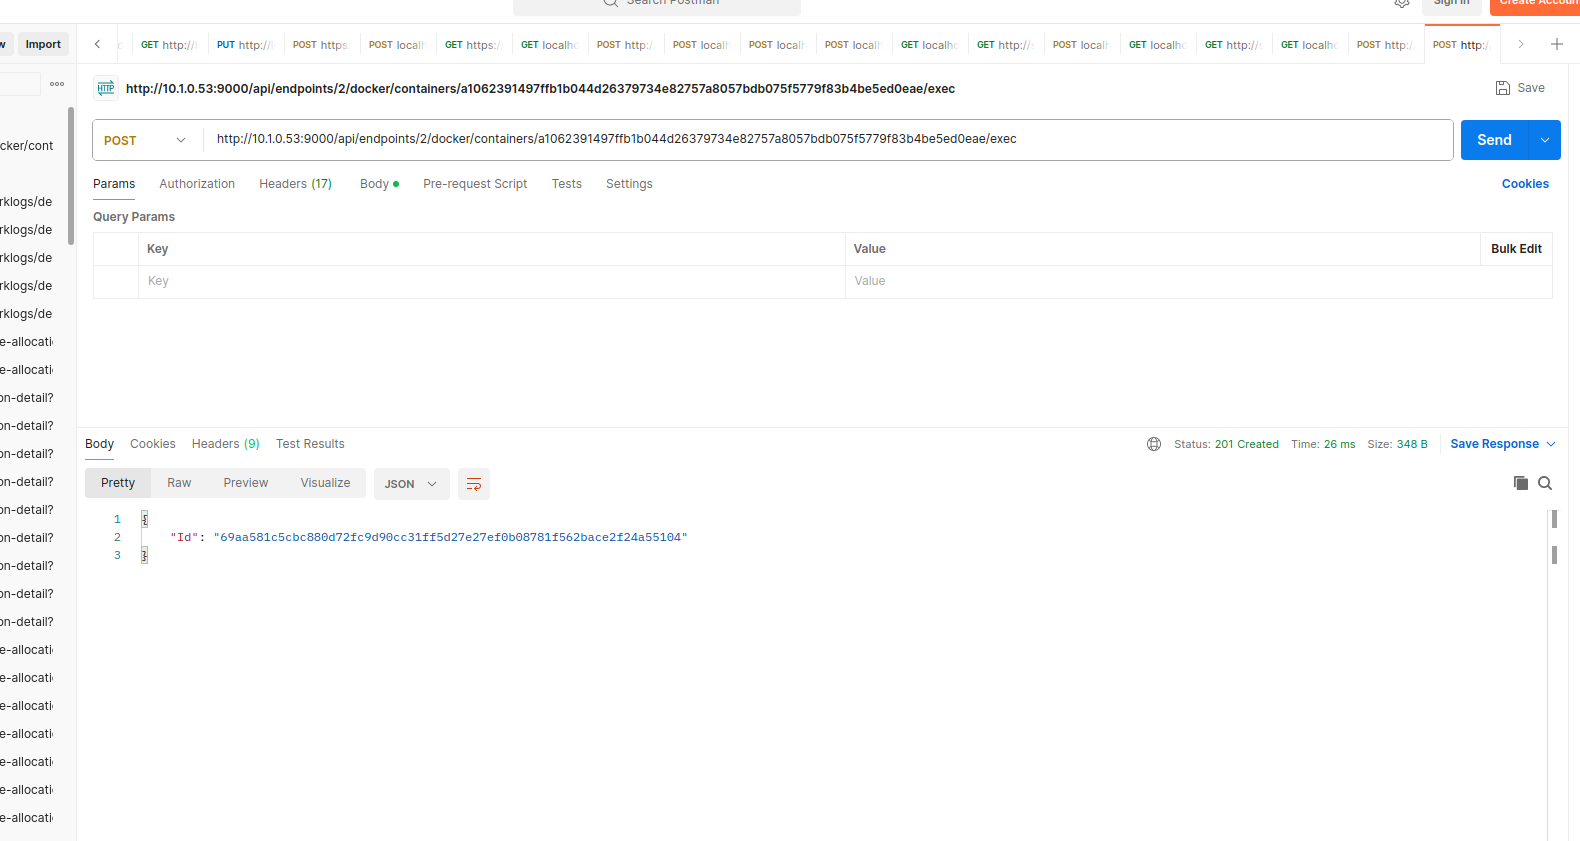 Search Postman
Sign In
Create Account
w
Import
GET http://
PUT http://
POST https
POST localh
GET https:/
GET localhc
POST http:/
POST localh
POST localh
POST localh
GET localhc
GET http://
POST localh
GET localhc
GET http://
GET localhc
POST http:/
POST http:/
http://10.1.0.53:9000/api/endpoints/2/docker/containers/a1062391497ffb1b044d26379734e82757a8057bdb075f5779f83b4be5ed0eae/exec
Save
POST
http://10.1.0.53:9000/api/endpoints/2/docker/containers/a1062391497ffb1b044d26379734e82757a8057bdb075f5779f83b4be5ed0eae/exec
Send
Params
Authorization
Headers (17)
Body
Pre-request Script
Tests
Settings
Cookies
Query Params
Key
Value
Bulk Edit
Key
Value
cker/cont
rklogs/de
rklogs/de
rklogs/de
rklogs/de
rklogs/de
e-allocati
e-allocati
on-detail?
on-detail?
on-detail?
on-detail?
on-detail?
on-detail?
on-detail?
on-detail?
on-detail?
e-allocati
e-allocati
e-allocati
e-allocati
e-allocati
e-allocati
e-allocati
Body
Cookies
Headers (9)
Test Results
Status: 201 Created
Time: 26 ms
Size: 348 B
Save Response
Pretty
Raw
Preview
Visualize
JSON
1 {
2 "Id": "69aa581c5cbc880d72fc9d90cc31ff5d27e27ef0b08781f562bace2f24a55104"
3 }